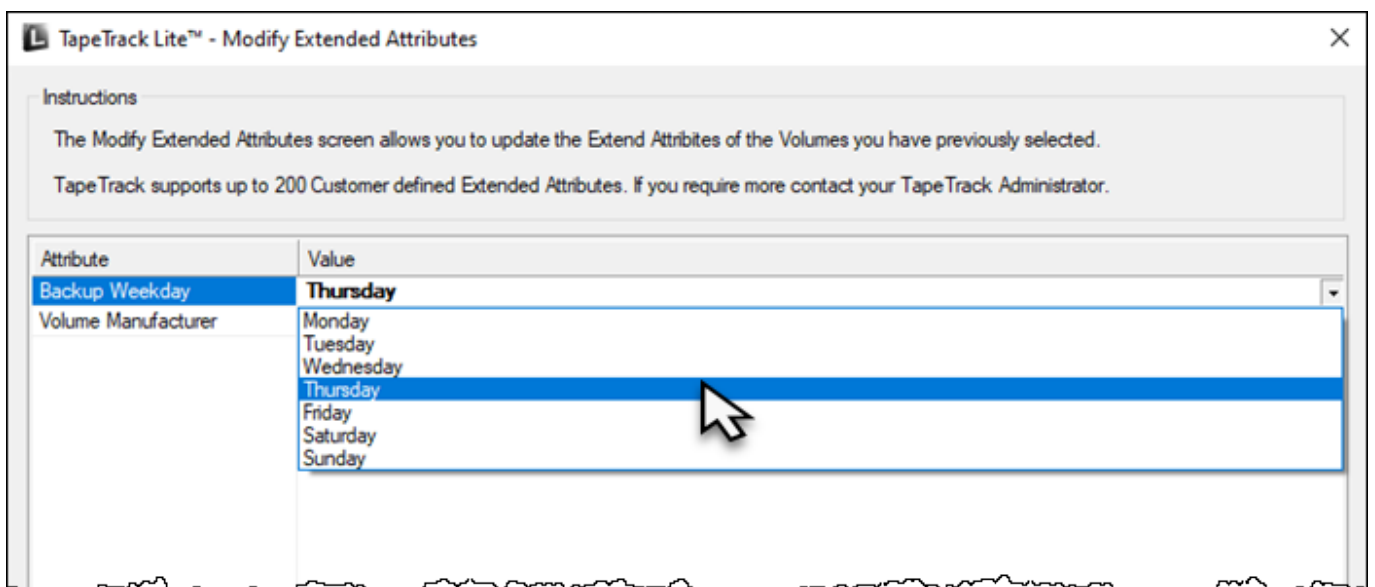 TapeTrack Lite™ - Modify Extended Attributes
Instructions
The Modify Extended Attributes screen allows you to update the Extend Attribites of the Volumes you have previously selected.
TapeTrack supports up to 200 Customer defined Extended Attributes. If you require more contact your TapeTrack Administrator.
Attribute Value
Backup Weekday Thursday
Volume Manufacturer
Monday
Tuesday
Wednesday
Thursday
Friday
Saturday
Sunday